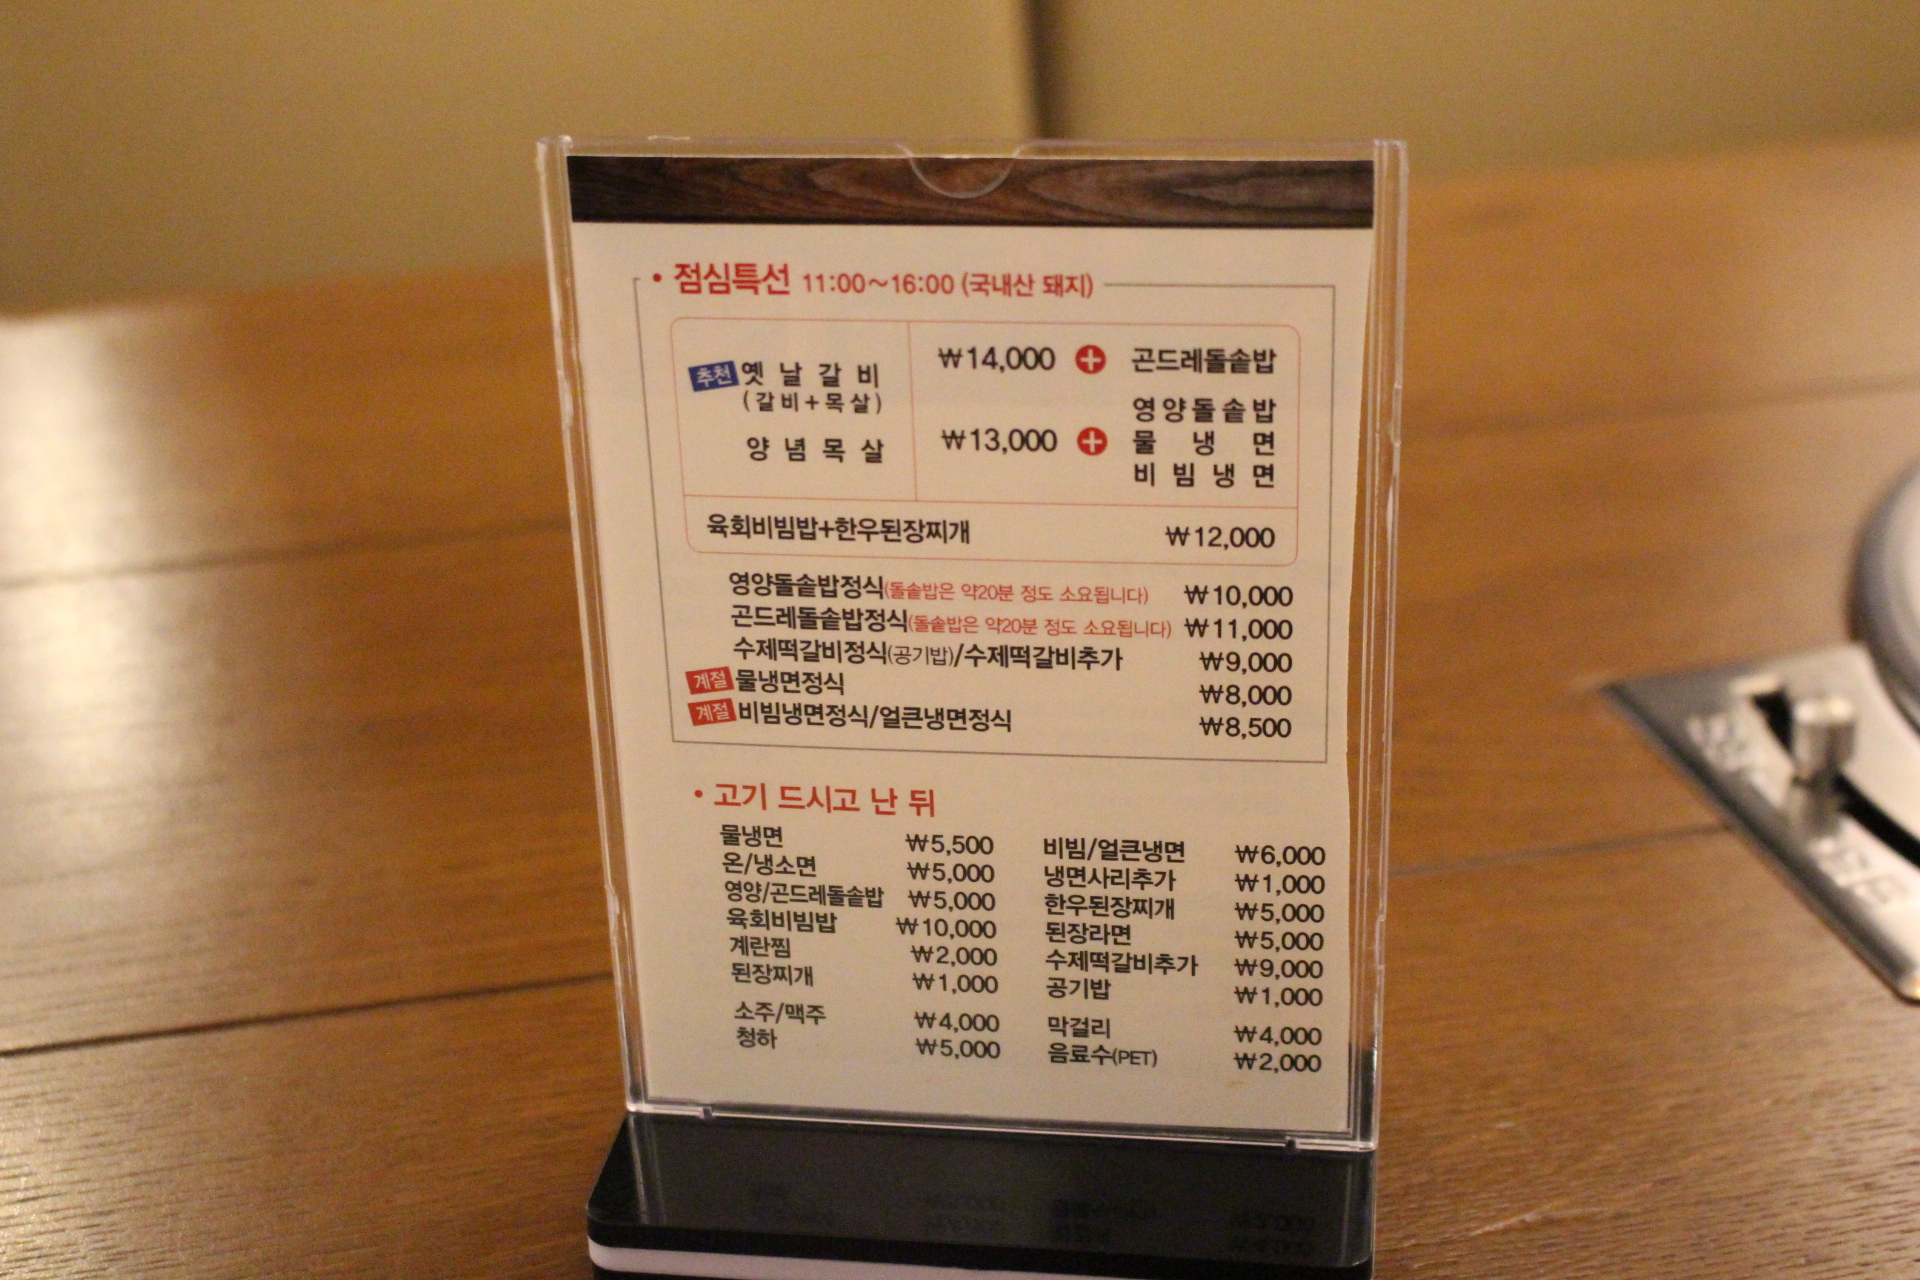 • 점심특선 11:00~16:00 (국내산 돼지)
추천 옛날갈비
(갈비+목살)
양념목살
₩14,000 + 곤드레돌솥밥
₩13,000 + 영양돌솥밥
물냉면
비빔냉면
육회비빔밥+한우된장찌개 ₩12,000
영양돌솥밥정식(돌솥밥은 약20분 정도 소요됩니다) ₩10,000
곤드레돌솥밥정식(돌솥밥은 약20분 정도 소요됩니다) ₩11,000
수제떡갈비정식(공기밥)/수제떡갈비추가 ₩9,000
계절 물냉면정식 ₩8,000
계절 비빔냉면정식/얼큰냉면정식 ₩8,500
• 고기 드시고 난 뒤
물냉면 ₩5,500
온/냉소면 ₩5,000
영양/곤드레돌솥밥 ₩5,000
육회비빔밥 ₩10,000
계란찜 ₩2,000
된장찌개 ₩1,000
소주/맥주 ₩4,000
청하 ₩5,000
비빔/얼큰냉면 ₩6,000
냉면사리추가 ₩1,000
한우된장찌개 ₩5,000
된장라면 ₩5,000
수제떡갈비추가 ₩9,000
공기밥 ₩1,000
막걸리 ₩4,000
음료수(PET) ₩2,000